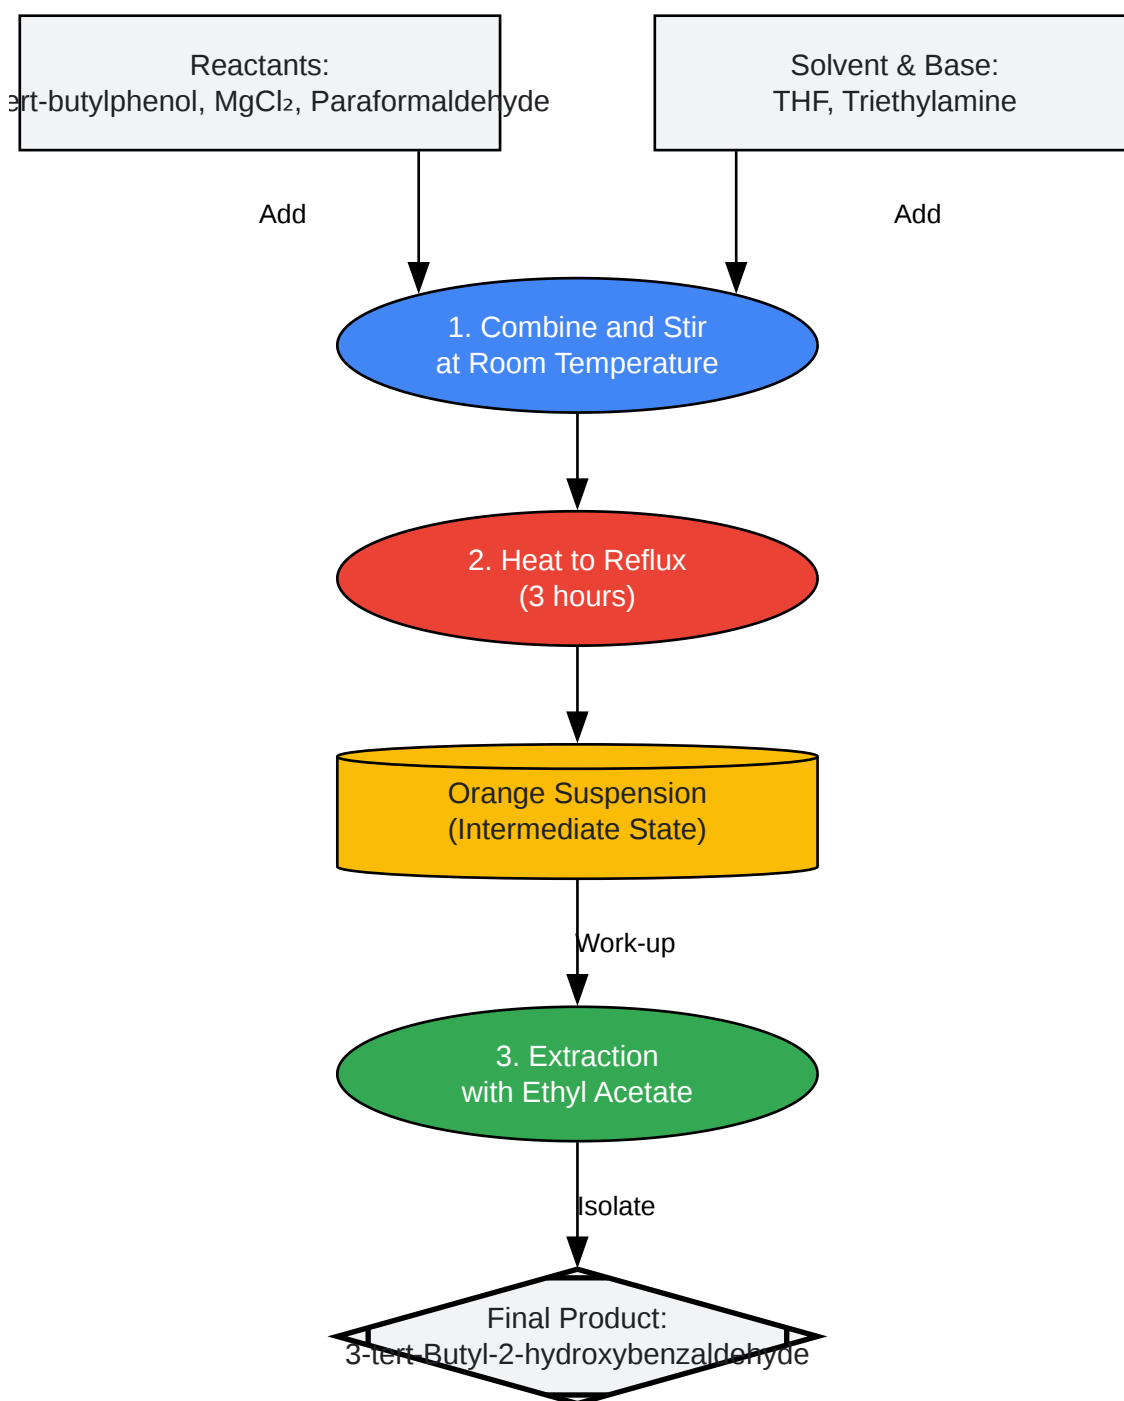 Reactants:
ert-butylphenol, MgCl₂, Paraformaldehyde
Solvent & Base:
THF, Triethylamine
Add
Add
1. Combine and Stir
at Room Temperature
2. Heat to Reflux
(3 hours)
Orange Suspension
(Intermediate State)
Work-up
3. Extraction
with Ethyl Acetate
Isolate
Final Product:
3-tert-Butyl-2-hydroxybenzaldehyde